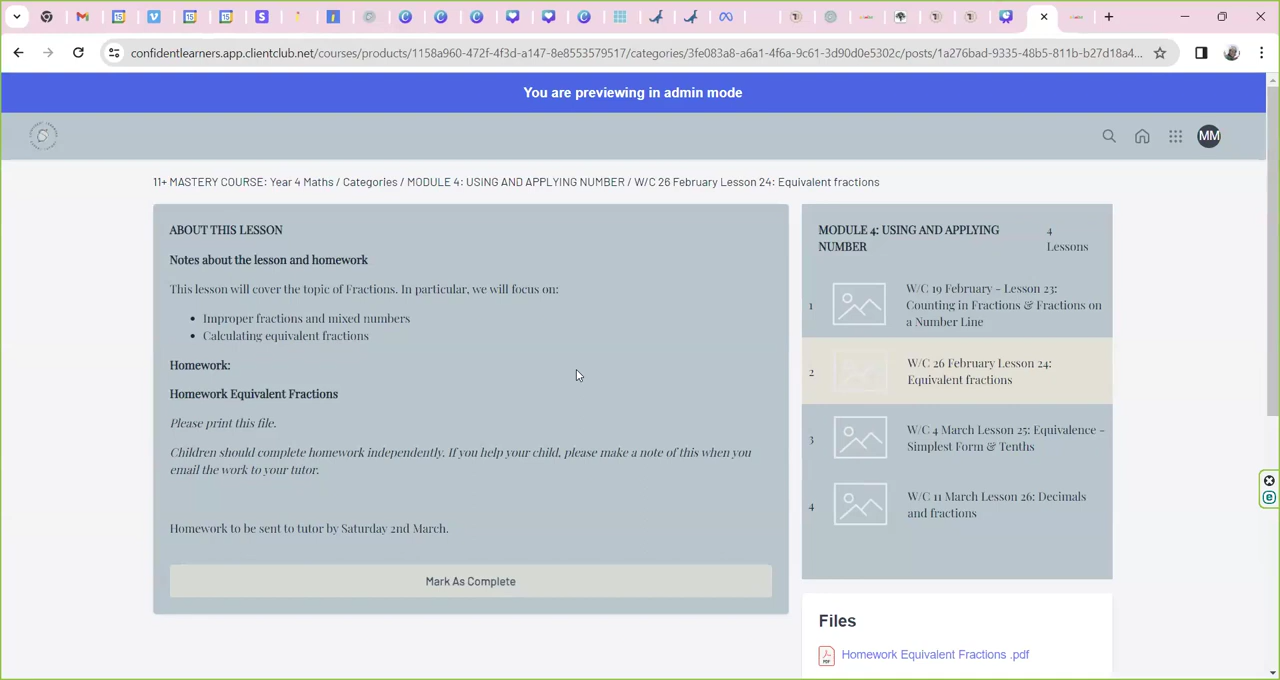 confidentlearners.app.clientclub.net/courses/products/1158a960-472f-4f3d-a147-8e8553579517/categories/3fe083a8-a6a1-4f6a-9c61-3d90d0e5302c/posts/1a276bad-9335-48b5-811b-b27d18a4...
You are previewing in admin mode
MM
11+ MASTERY COURSE: Year 4 Maths / Categories / MODULE 4: USING AND APPLYING NUMBER / W/C 26 February Lesson 24: Equivalent fractions
ABOUT THIS LESSON
Notes about the lesson and homework
This lesson will cover the topic of Fractions. In particular, we will focus on:
• Improper fractions and mixed numbers
• Calculating equivalent fractions
Homework:
Homework Equivalent Fractions
Please print this file.
Children should complete homework independently. If you help your child, please make a note of this when you
email the work to your tutor.
Homework to be sent to tutor by Saturday 2nd March.
Mark As Complete
MODULE 4: USING AND APPLYING
NUMBER
4
Lessons
1
W/C 19 February - Lesson 23:
Counting in Fractions & Fractions on
a Number Line
2
W/C 26 February Lesson 24:
Equivalent fractions
3
W/C 4 March Lesson 25: Equivalence -
Simplest Form & Tenths
4
W/C 11 March Lesson 26: Decimals
and fractions
Files
Homework Equivalent Fractions .pdf